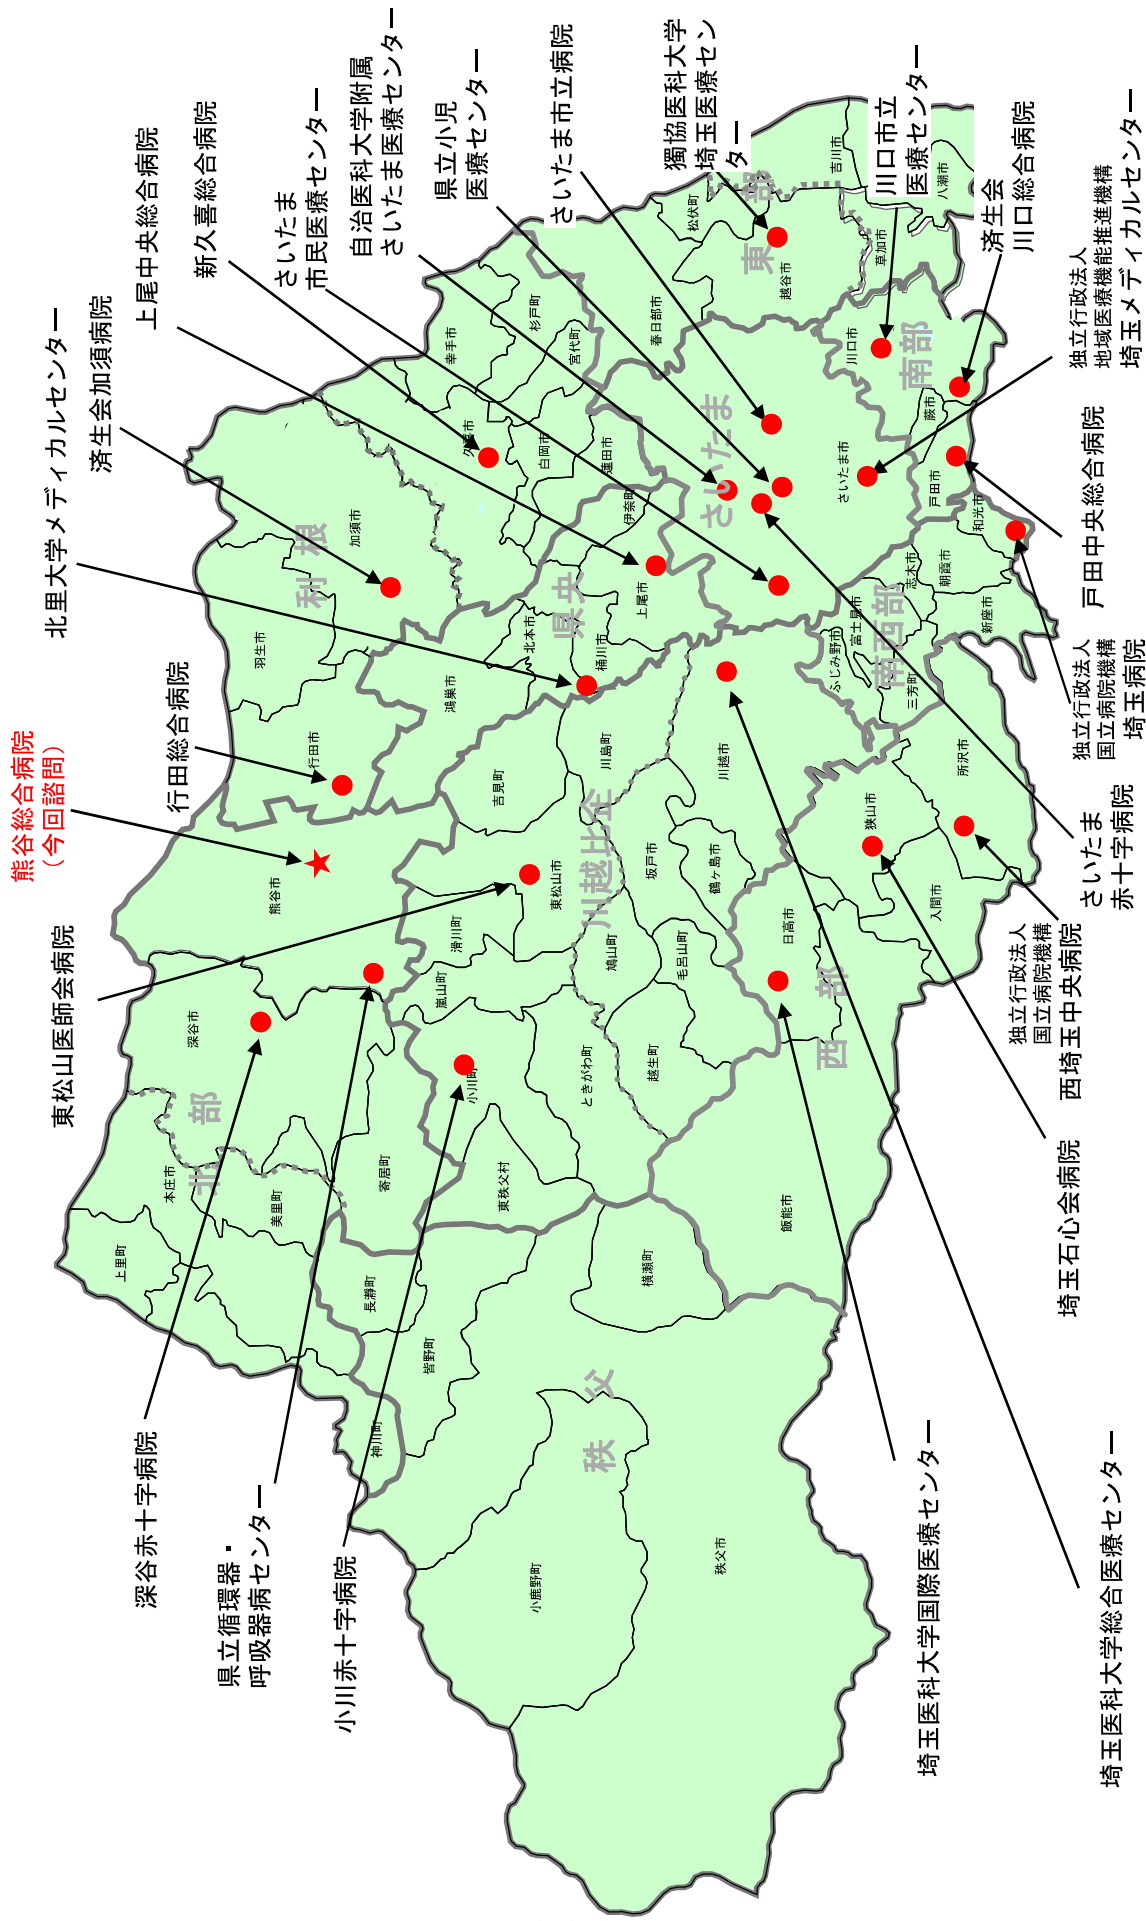 熊谷総合病院
（今回諮問）
行田総合病院
北里大学メディカルセンター
済生会加須病院
上尾中央総合病院
新久喜総合病院
さいたま
市民医療センター
自治医科大学附属
さいたま医療センター
県立小児
医療センター
さいたま市立病院
獨協医科大学
埼玉医療セン
ター
川口市立
医療センター
済生会
川口総合病院
独立行政法人
地域医療機能推進機構
埼玉メディカルセンター
戸田中央総合病院
独立行政法人
国立病院機構
埼玉病院
さいたま
赤十字病院
独立行政法人
国立病院機構
西埼玉中央病院
埼玉石心会病院
埼玉医科大学総合医療センター
埼玉医科大学国際医療センター
小川赤十字病院
県立循環器・
呼吸器病センター
深谷赤十字病院
東松山医師会病院
北部
利根
県央
さいたま
東部
南部
南西部
川越比企
西部
秩父
上里町
本庄市
美里町
神川町
深谷市
寄居町
熊谷市
行田市
羽生市
加須市
久喜市
幸手市
杉戸町
宮代町
白岡市
蓮田市
伊奈町
上尾市
桶川市
北本市
鴻巣市
春日部市
松伏町
越谷市
吉川市
八潮市
草加市
川口市
蕨市
戸田市
さいたま市
和光市
朝霞市
志木市
新座市
富士見市
ふじみ野市
三芳町
所沢市
狭山市
入間市
日高市
飯能市
川越市
川島町
吉見町
東松山市
滑川町
嵐山町
小川町
ときがわ町
東秩父村
鳩山町
坂戸市
鶴ヶ島市
毛呂山町
越生町
横瀬町
長瀞町
皆野町
小鹿野町
秩父市